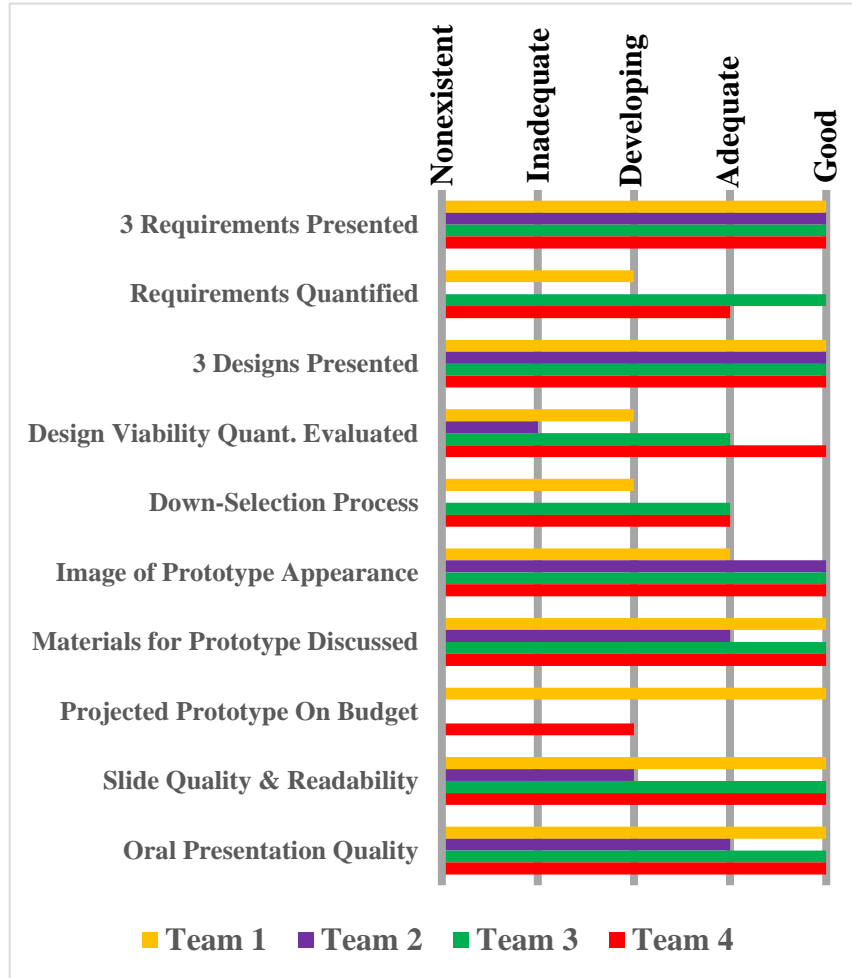 Nonexistent
Inadequate
Developing
Adequate
Good
3 Requirements Presented
Requirements Quantified
3 Designs Presented
Design Viability Quant. Evaluated
Down-Selection Process
Image of Prototype Appearance
Materials for Prototype Discussed
Projected Prototype On Budget
Slide Quality & Readability
Oral Presentation Quality
Team 1 Team 2 Team 3 Team 4